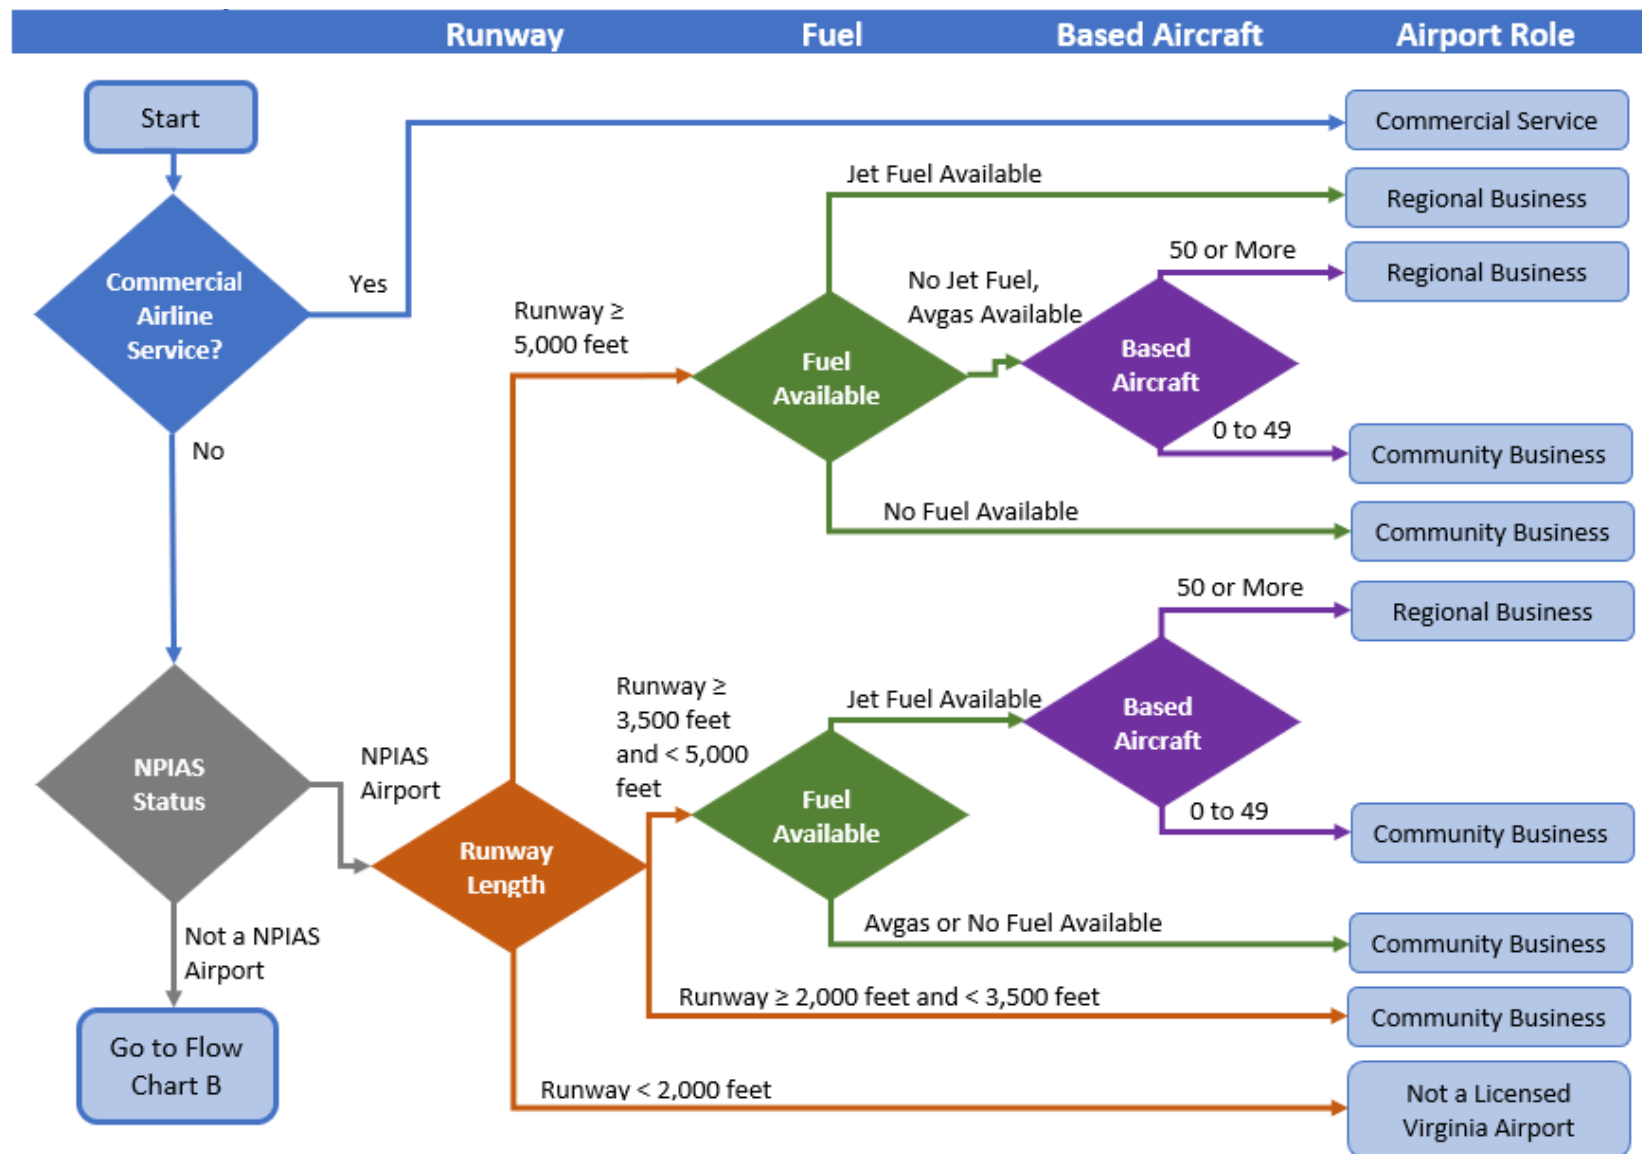 Runway
Fuel
Based Aircraft
Airport Role
Start
Commercial Service
Jet Fuel Available
Regional Business
50 or More
Regional Business
Commercial
Airline
Service?
Yes
No Jet Fuel,
Avgas Available
Runway ≥
5,000 feet
Fuel
Available
Based
Aircraft
0 to 49
Community Business
No
No Fuel Available
Community Business
50 or More
Regional Business
Runway ≥
3,500 feet
and < 5,000
feet
Jet Fuel Available
Based
Aircraft
NPIAS
Status
NPIAS
Airport
Fuel
Available
0 to 49
Community Business
Runway
Length
Avgas or No Fuel Available
Community Business
Not a NPIAS
Airport
Runway ≥ 2,000 feet and < 3,500 feet
Community Business
Go to Flow
Chart B
Runway < 2,000 feet
Not a Licensed
Virginia Airport